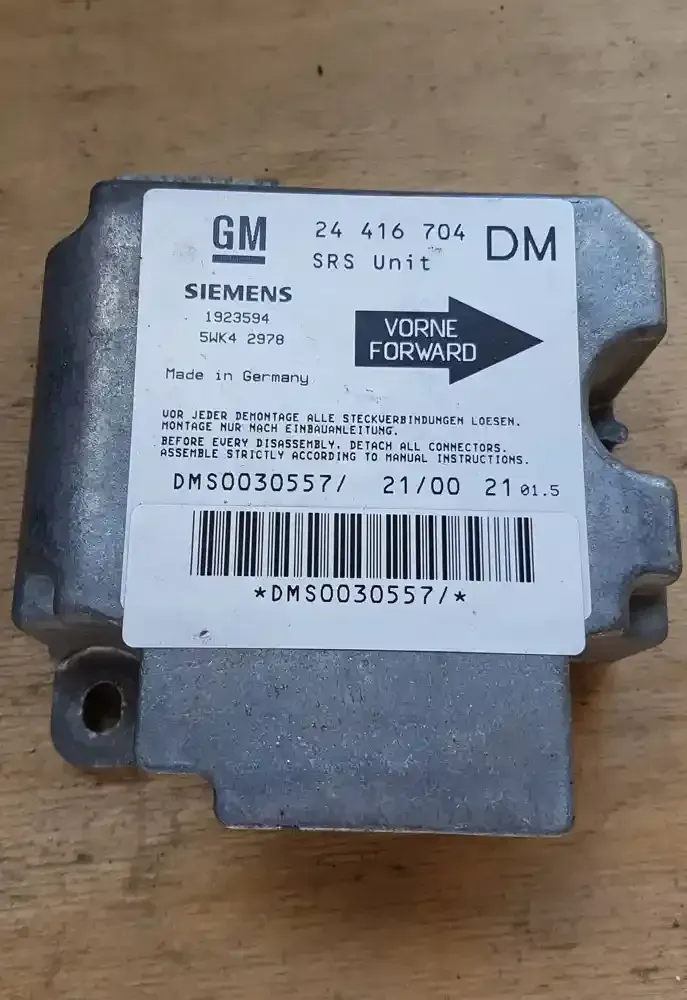 GM 24 416 704 DM
SRS Unit
SIEMENS
1923594
5WK4 2978
VORNE
FORWARD
Made in Germany
VOR JEDER DEMONTAGE ALLE STECKVERBINDUNGEN LOESEN.
MONTAGE NUR NACH EINBAUANLEITUNG.
BEFORE EVERY DISASSEMBLY. DETACH ALL CONNECTORS.
ASSEMBLE STRICTLY ACCORDING TO MANUAL INSTRUCTIONS.
DMS0030557/ 21/00 21 01.5
*DMS0030557/*